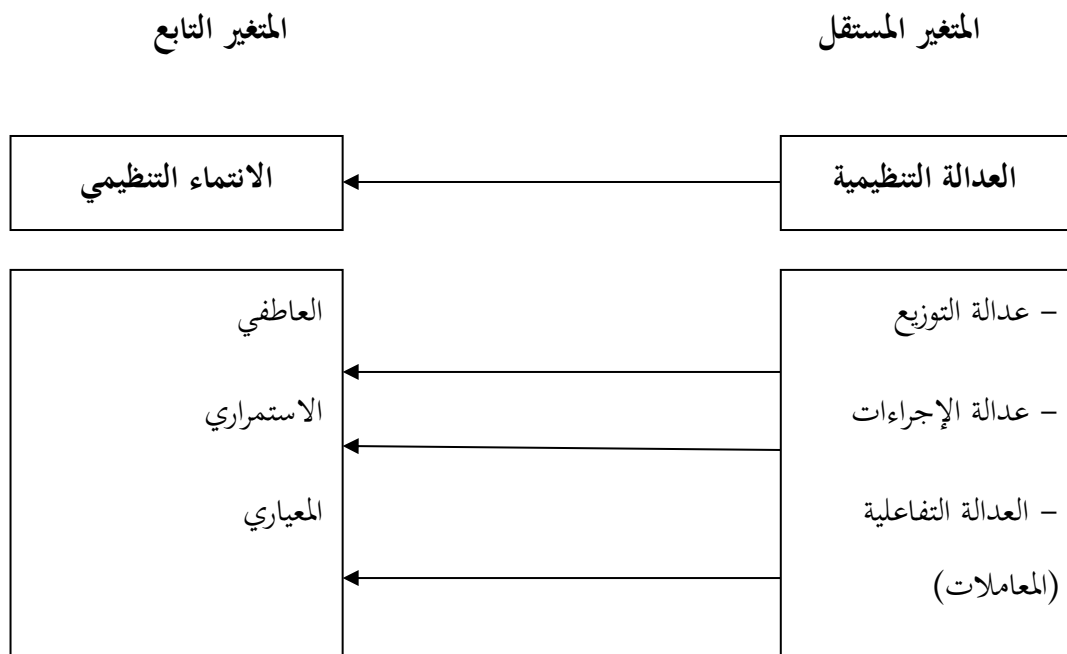 المتغير المستقل
المتغير التابع
العدالة التنظيمية
الانتماء التنظيمي
– عدالة التوزيع
– عدالة الإجراءات
– العدالة التفاعلية
(المعاملات)
العاطفي
الاستمراري
المعياري